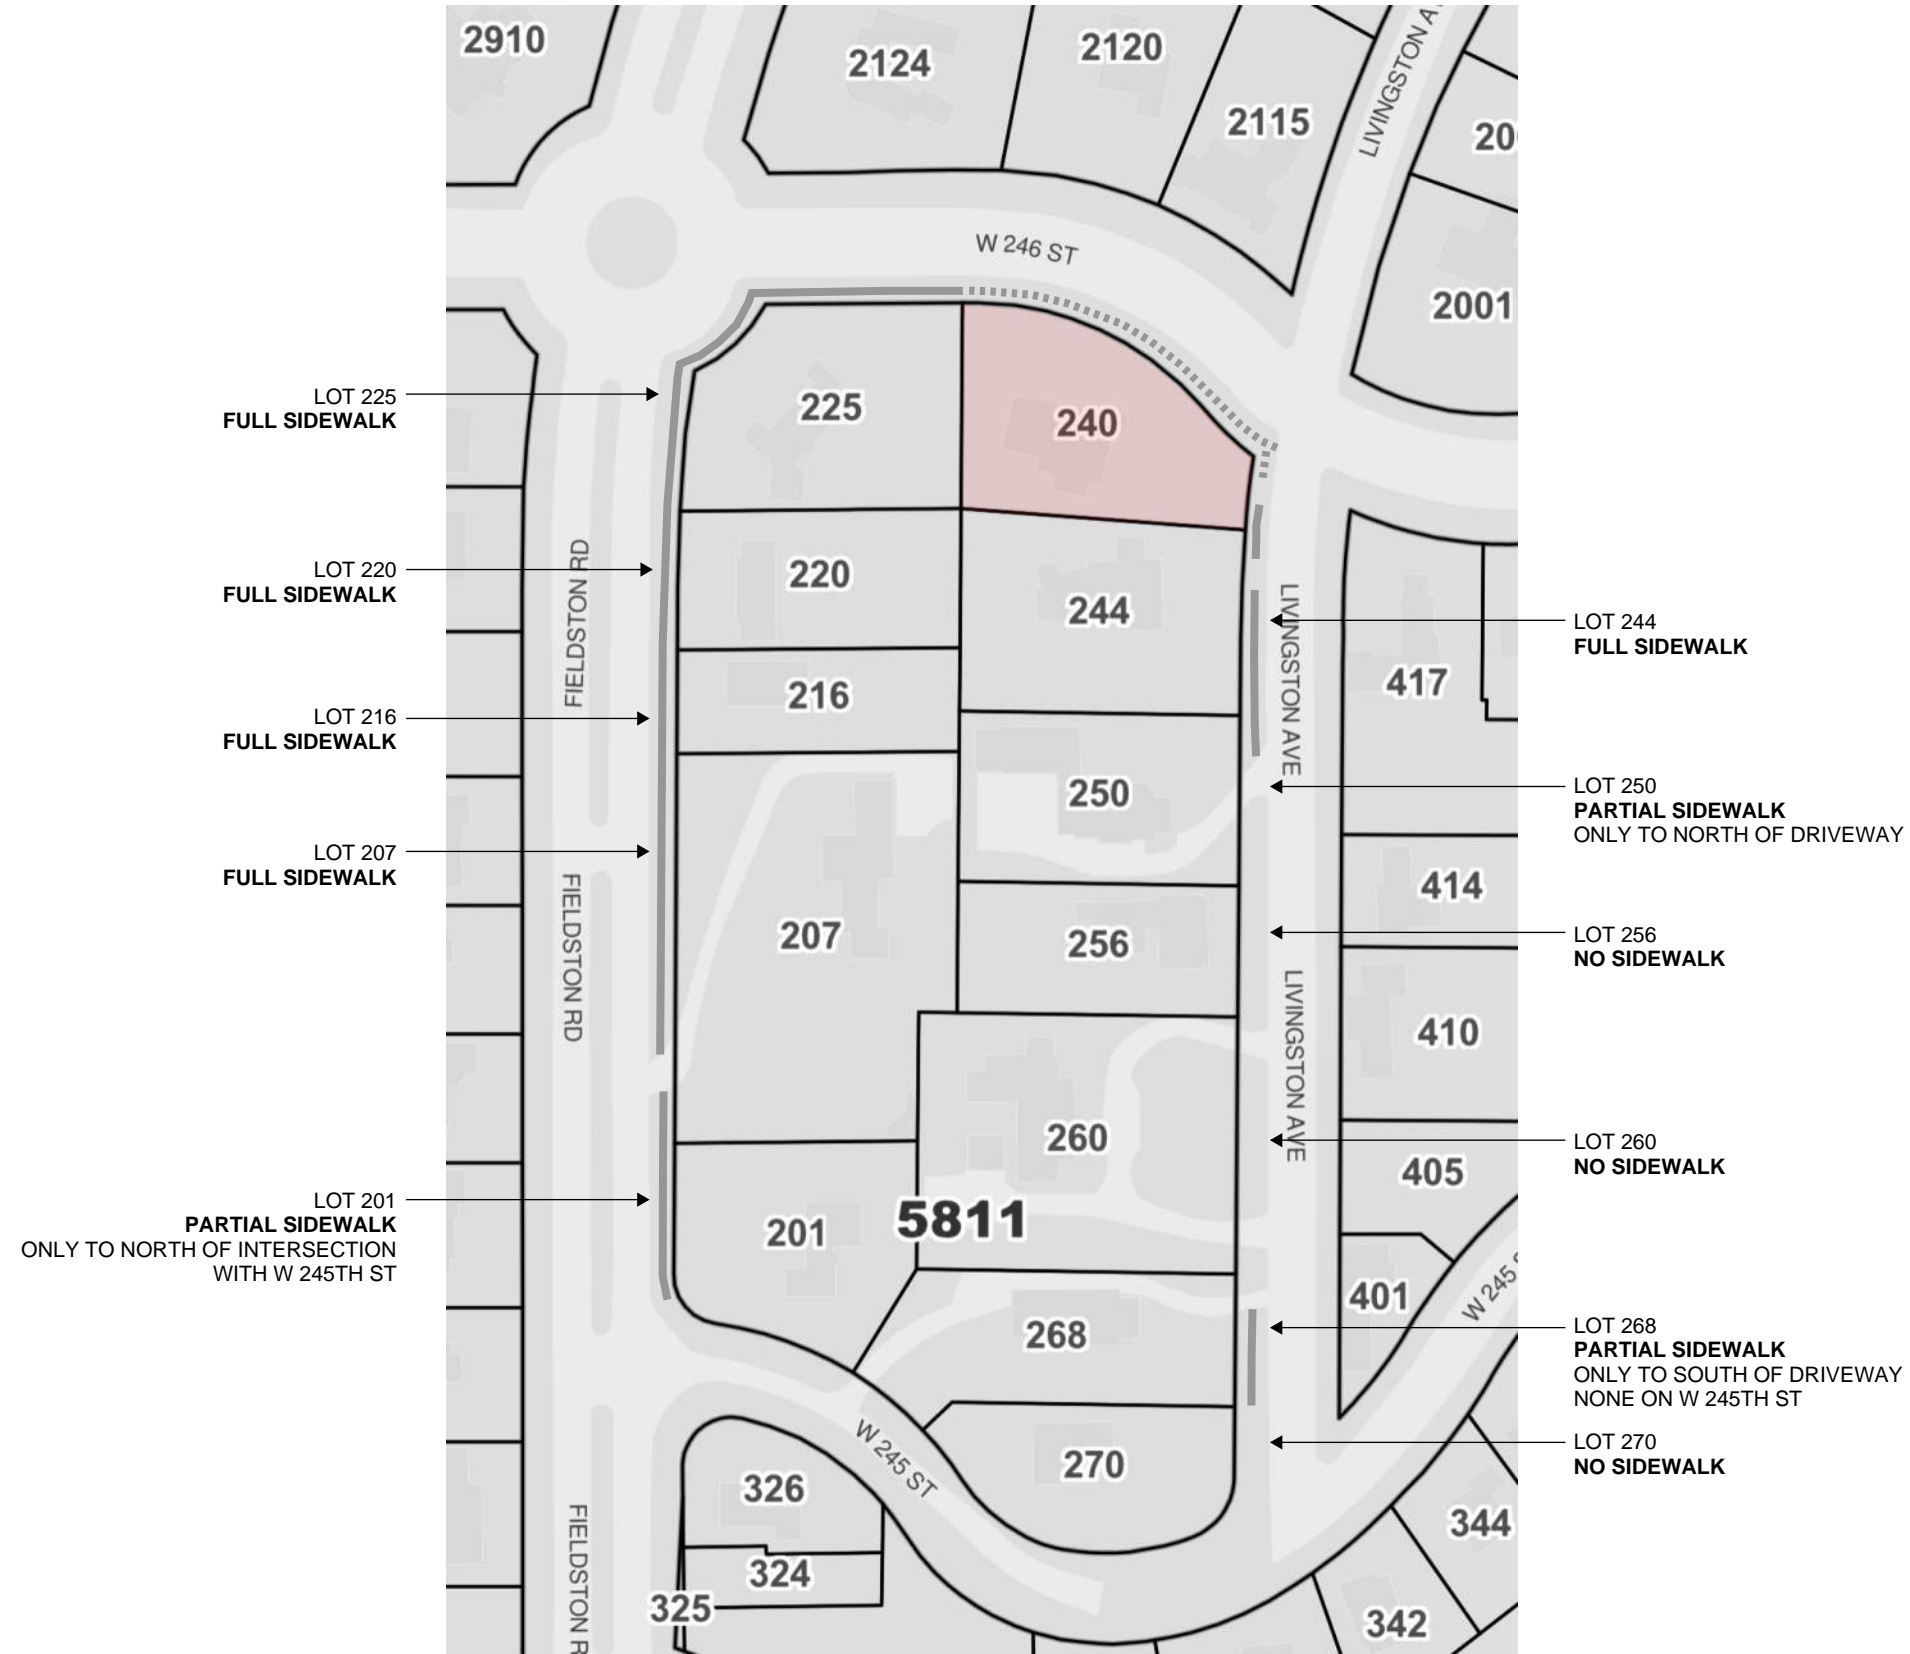 2910
2124
2120
2115
LIVINGSTON
20
W 246 ST
2001
LOT 225
FULL SIDEWALK
225
240
FIELDSTON RD
LOT 220
FULL SIDEWALK
220
244
LIVINGSTON AVE
LOT 244
FULL SIDEWALK
417
LOT 216
FULL SIDEWALK
216
LOT 250
PARTIAL SIDEWALK
ONLY TO NORTH OF DRIVEWAY
250
LOT 207
FULL SIDEWALK
414
FIELDSTON RD
207
256
LOT 256
NO SIDEWALK
LIVINGSTON AVE
410
260
LOT 260
NO SIDEWALK
405
LOT 201
PARTIAL SIDEWALK
ONLY TO NORTH OF INTERSECTION
WITH W 245TH ST
201
5811
401
W 245
268
LOT 268
PARTIAL SIDEWALK
ONLY TO SOUTH OF DRIVEWAY
NONE ON W 245TH ST
LOT 270
NO SIDEWALK
W 245 ST
270
326
344
FIELDSTON R
324
325
342